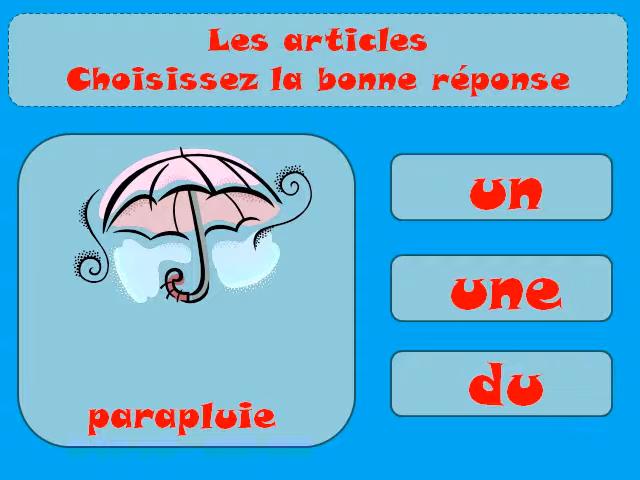 Les articles
Choisissez la bonne réponse
un
une
du
parapluie